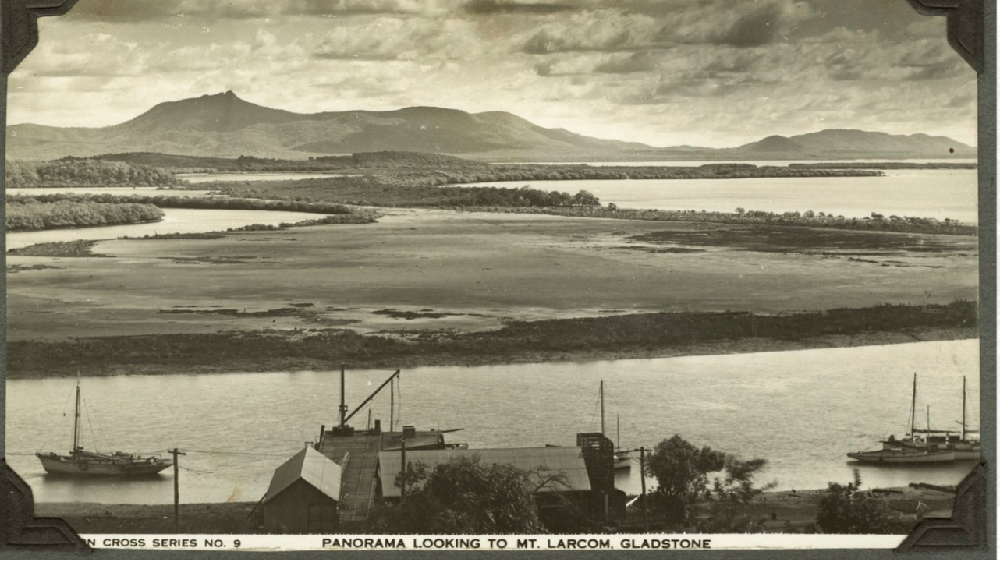 CROSS SERIES NO. 9 PANORAMA LOOKING TO MT. LARCOM, GLADSTONE